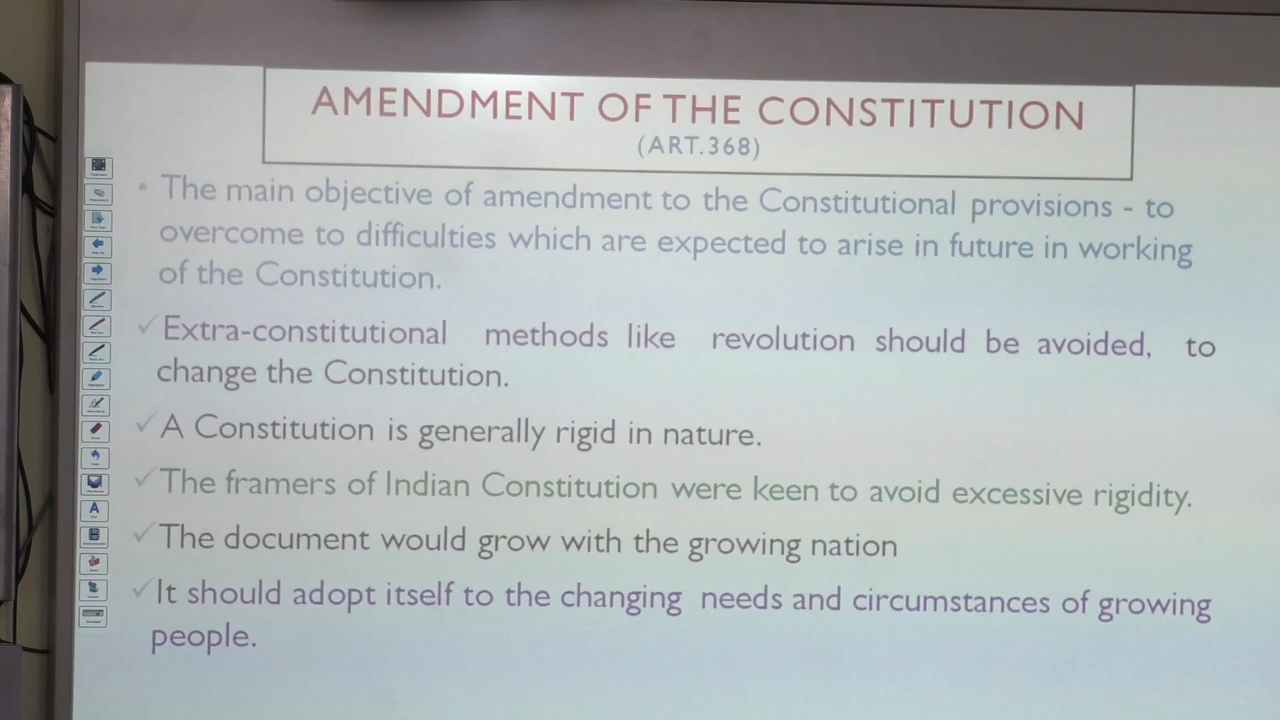 AMENDMENT OF THE CONSTITUTION
(ART.368)
• The main objective of amendment to the Constitutional provisions - to
overcome to difficulties which are expected to arise in future in working
of the Constitution.
✓Extra-constitutional methods like revolution should be avoided, to
change the Constitution.
✓A Constitution is generally rigid in nature.
✓The framers of Indian Constitution were keen to avoid excessive rigidity.
✓The document would grow with the growing nation
✓It should adopt itself to the changing needs and circumstances of growing
people.